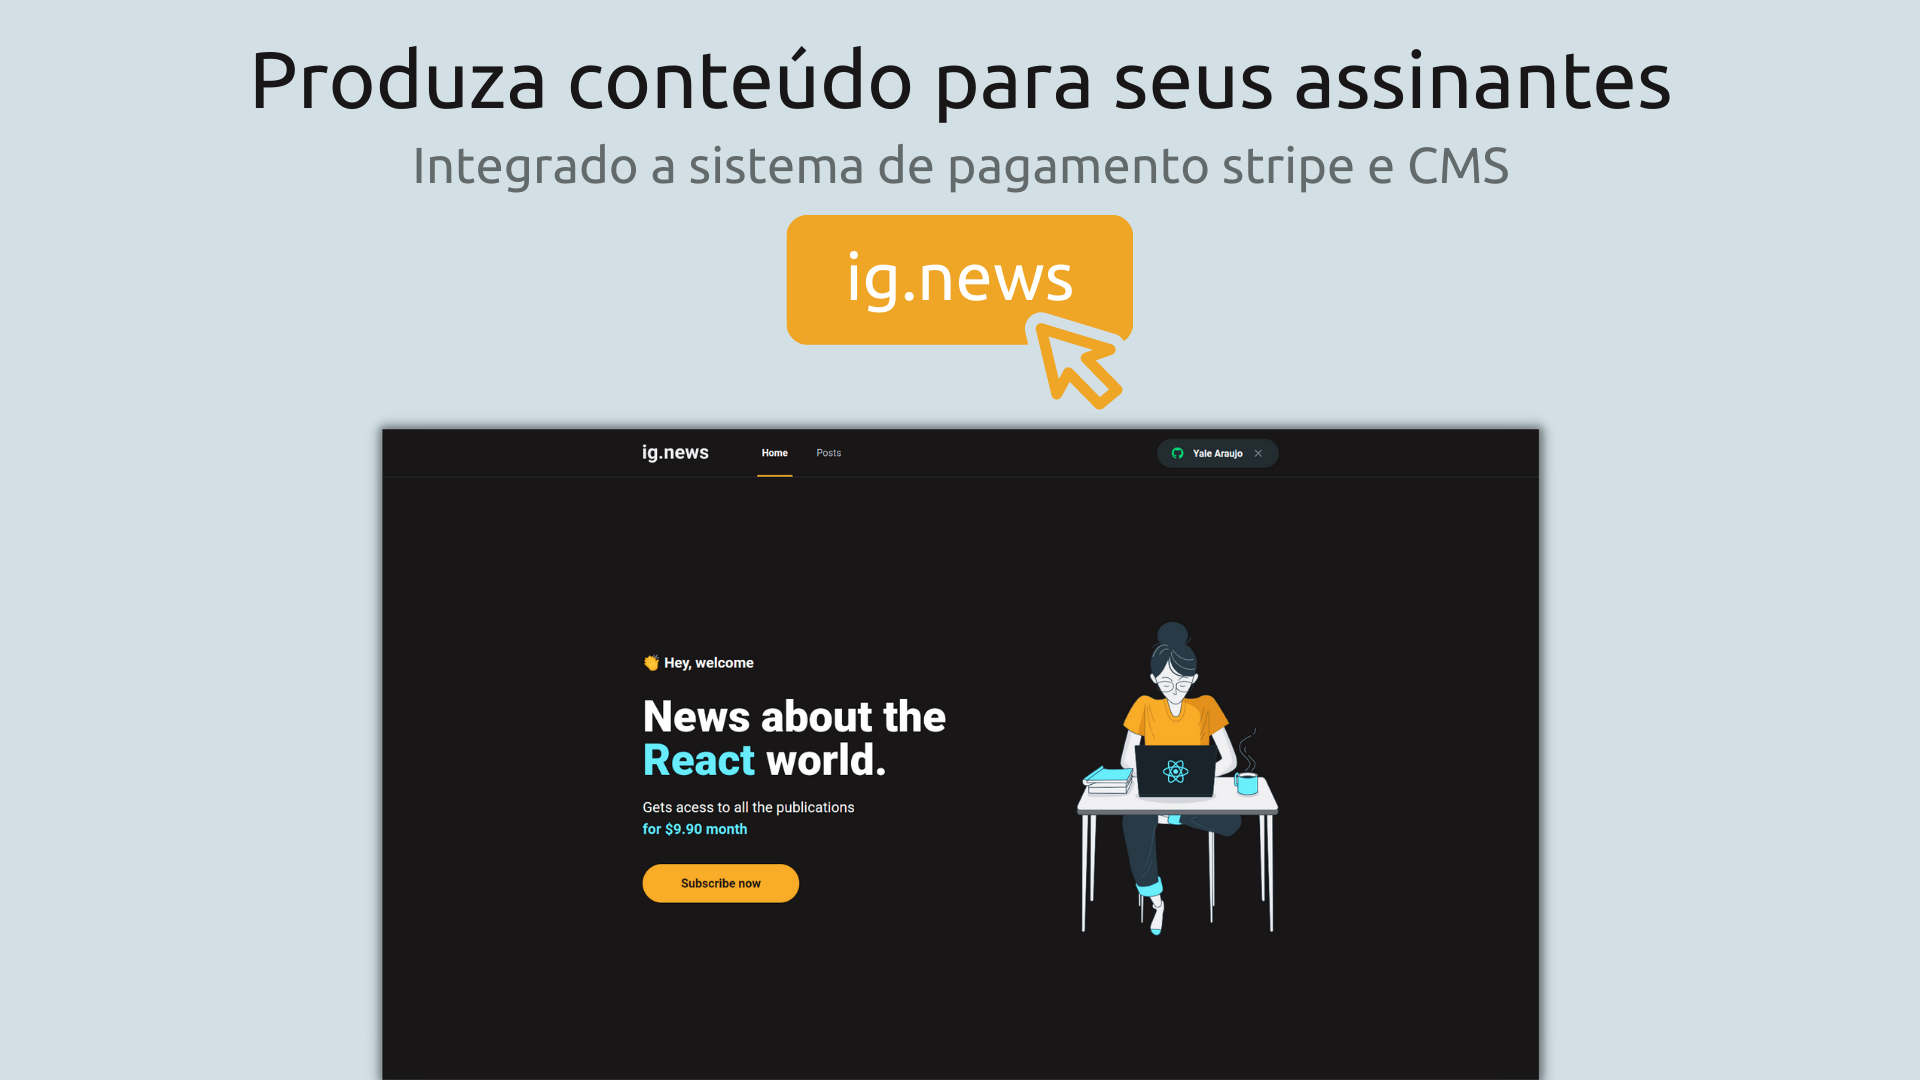 Produza conteúdo para seus assinantes
Integrado a sistema de pagamento stripe e CMS
ig.news
ig.news
Home
Posts
Yale Araujo
👏 Hey, welcome
News about the
React world.
Gets acess to all the publications
for $9.90 month
Subscribe now